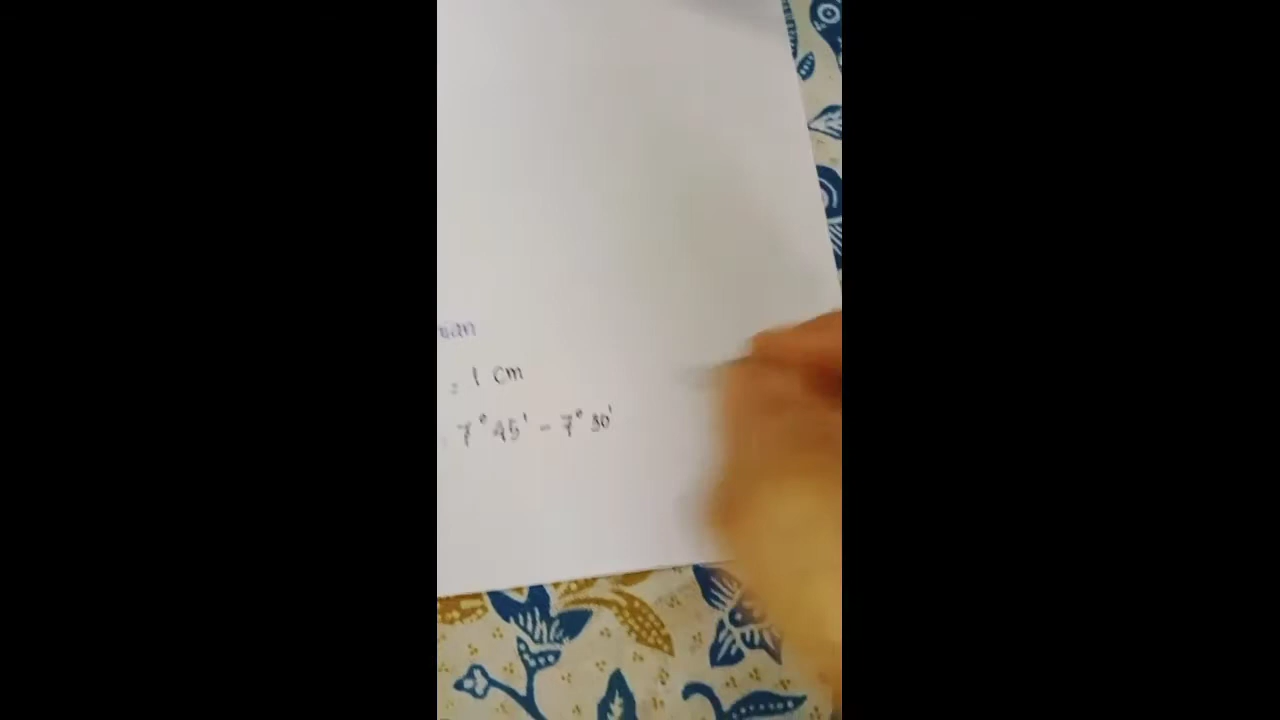 = 1 cm
7° 45' - 7° 30'